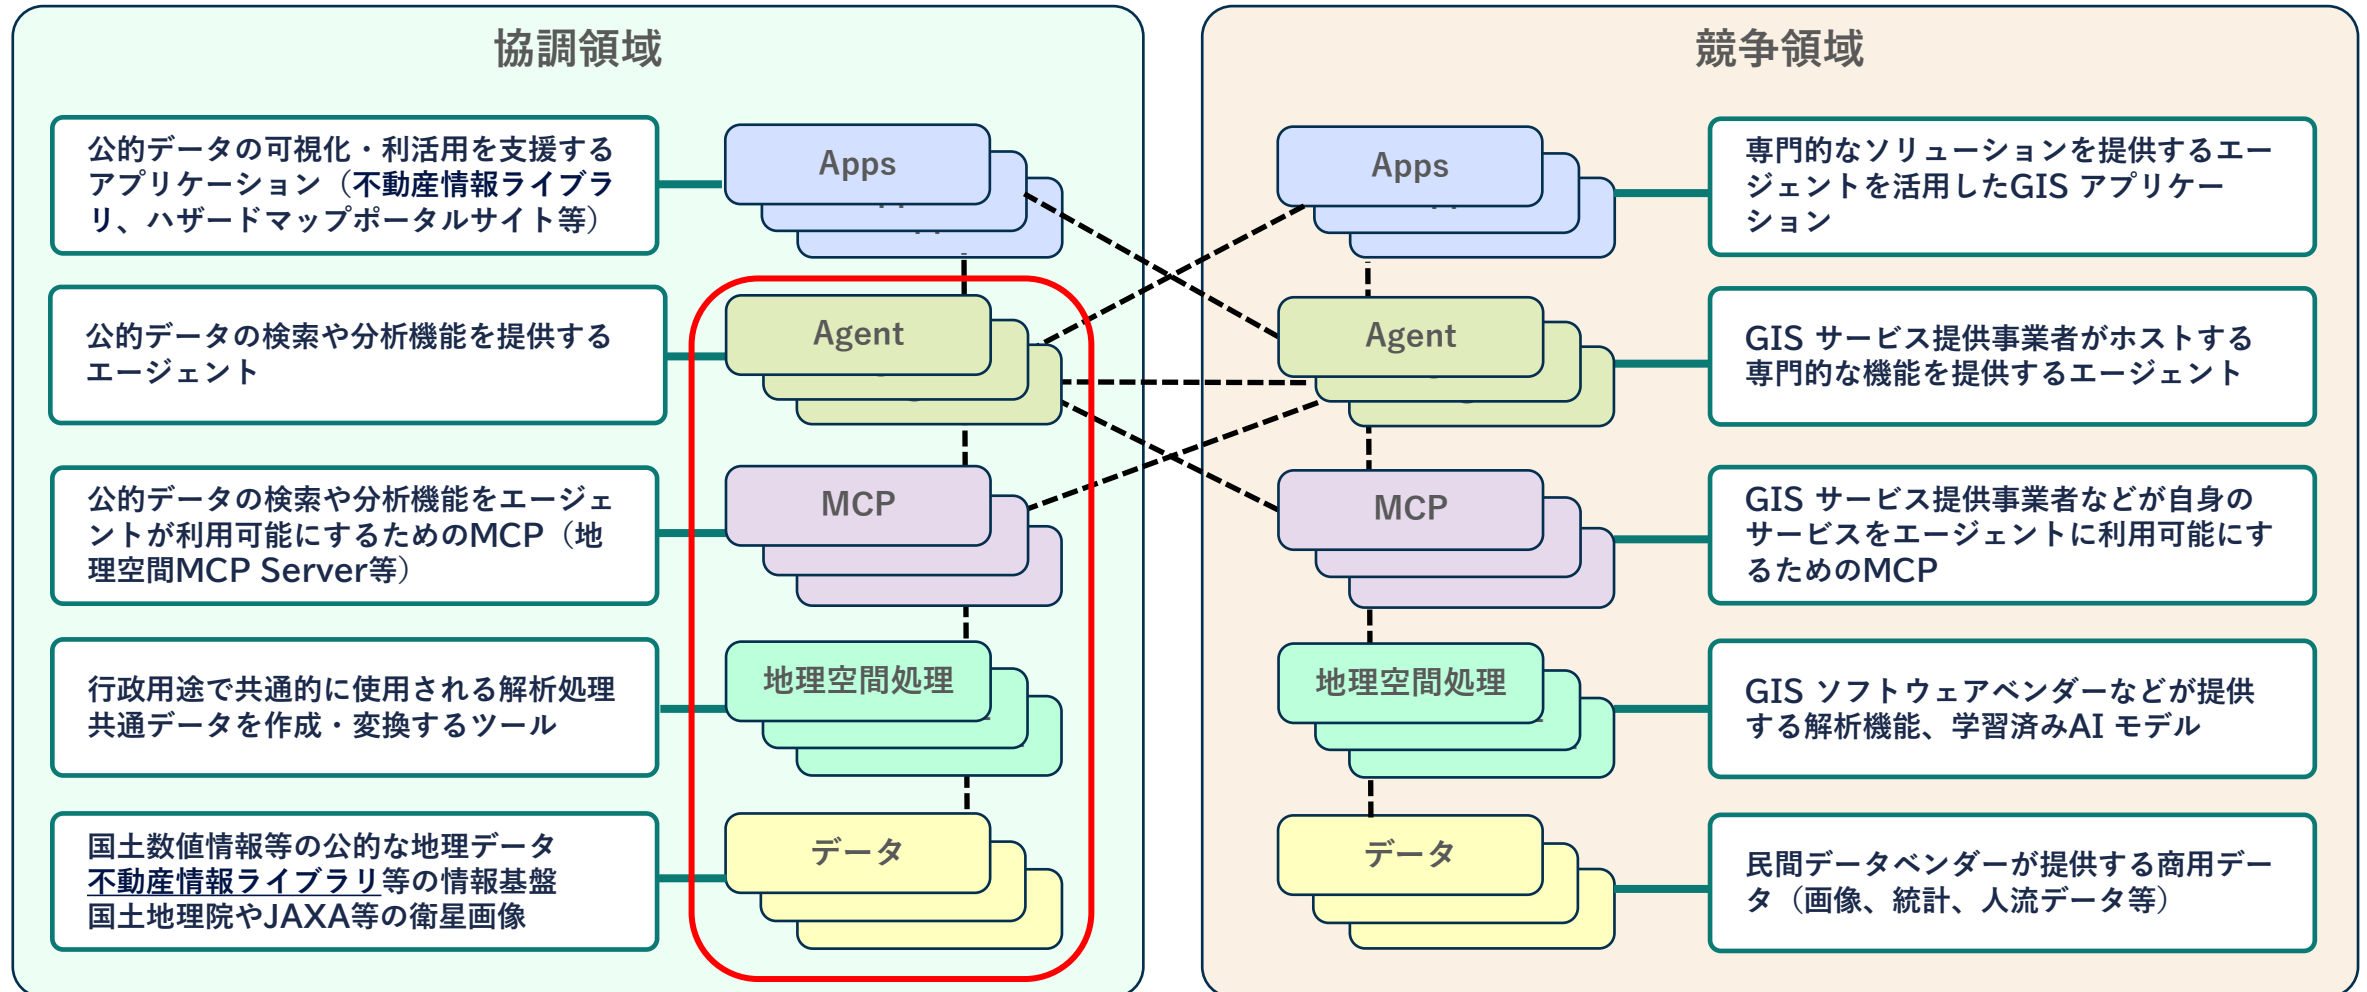 協調領域
公的データの可視化・利活用を支援する
アプリケーション（不動産情報ライブラ
リ、ハザードマップポータルサイト等）
Apps
公的データの検索や分析機能を提供する
エージェント
Agent
公的データの検索や分析機能をエージェ
ントが利用可能にするためのMCP（地
理空間MCP Server等）
MCP
行政用途で共通的に使用される解析処理
共通データを作成・変換するツール
地理空間処理
国土数値情報等の公的な地理データ
不動産情報ライブラリ等の情報基盤
国土地理院やJAXA等の衛星画像
データ
競争領域
Apps
専門的なソリューションを提供するエー
ジェントを活用したGIS アプリケー
ション
Agent
GIS サービス提供事業者がホストする
専門的な機能を提供するエージェント
MCP
GIS サービス提供事業者などが自身の
サービスをエージェントに利用可能にす
るためのMCP
地理空間処理
GIS ソフトウェアベンダーなどが提供
する解析機能、学習済みAI モデル
データ
民間データベンダーが提供する商用デー
タ（画像、統計、人流データ等）